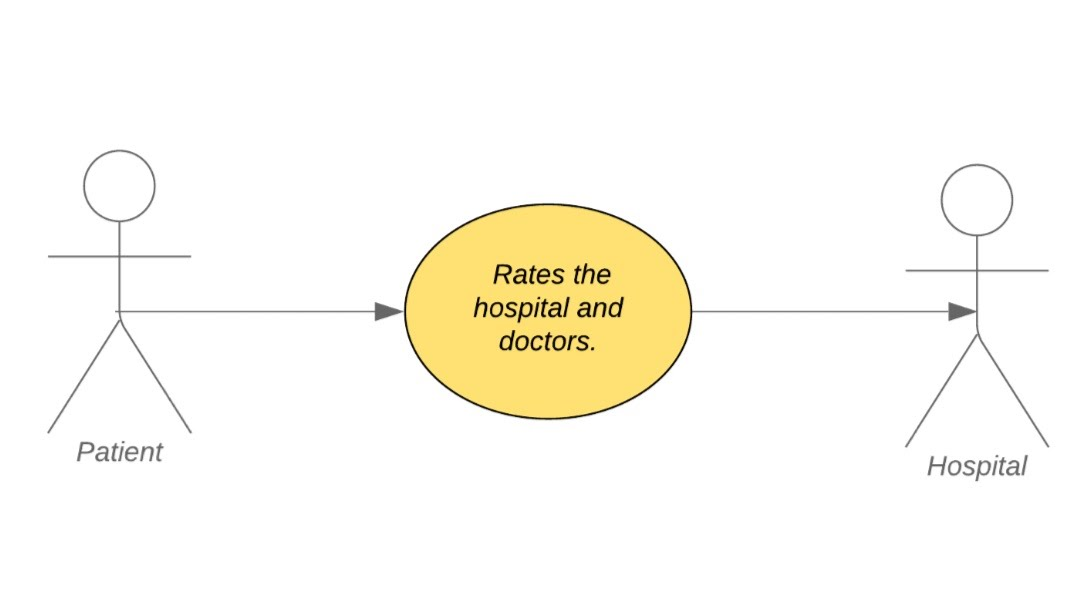 Rates the
hospital and
doctors.
Patient
Hospital